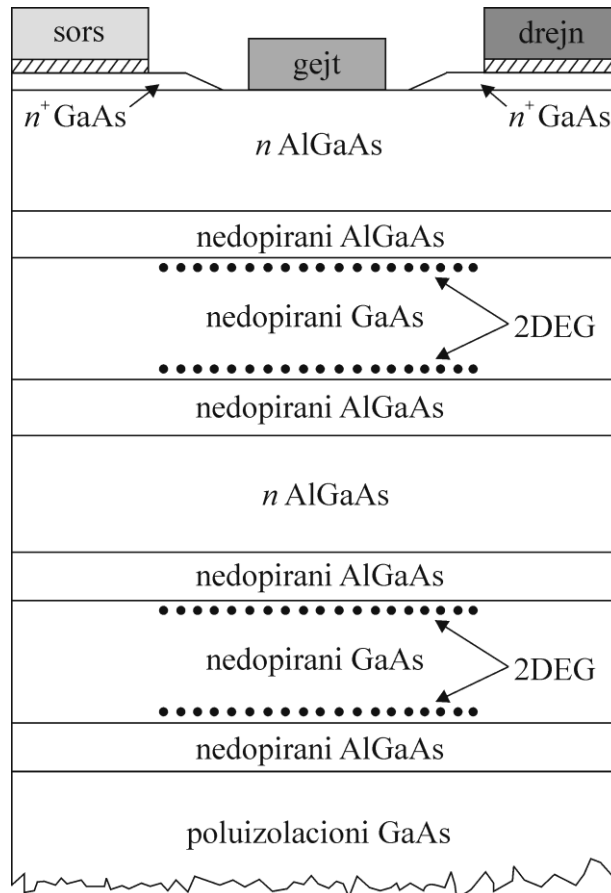 sors
gejt
drejn
n⁺ GaAs
n⁺ GaAs
n AlGaAs
nedopirani AlGaAs
nedopirani GaAs
2DEG
nedopirani AlGaAs
n AlGaAs
nedopirani AlGaAs
nedopirani GaAs
2DEG
nedopirani AlGaAs
poluizolacioni GaAs